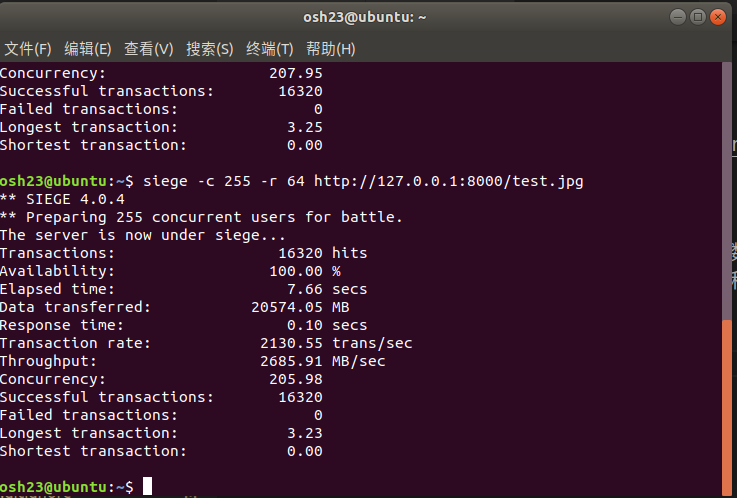 osh23@ubuntu: ~
文件(F) 编辑(E) 查看(V) 搜索(S) 终端(T) 帮助(H)
Concurrency: 207.95
Successful transactions: 16320
Failed transactions: 0
Longest transaction: 3.25
Shortest transaction: 0.00
osh23@ubuntu:~$ siege -c 255 -r 64 http://127.0.0.1:8000/test.jpg
** SIEGE 4.0.4
** Preparing 255 concurrent users for battle.
The server is now under siege...
Transactions: 16320 hits
Availability: 100.00 %
Elapsed time: 7.66 secs
Data transferred: 20574.05 MB
Response time: 0.10 secs
Transaction rate: 2130.55 trans/sec
Throughput: 2685.91 MB/sec
Concurrency: 205.98
Successful transactions: 16320
Failed transactions: 0
Longest transaction: 3.23
Shortest transaction: 0.00
osh23@ubuntu:~$